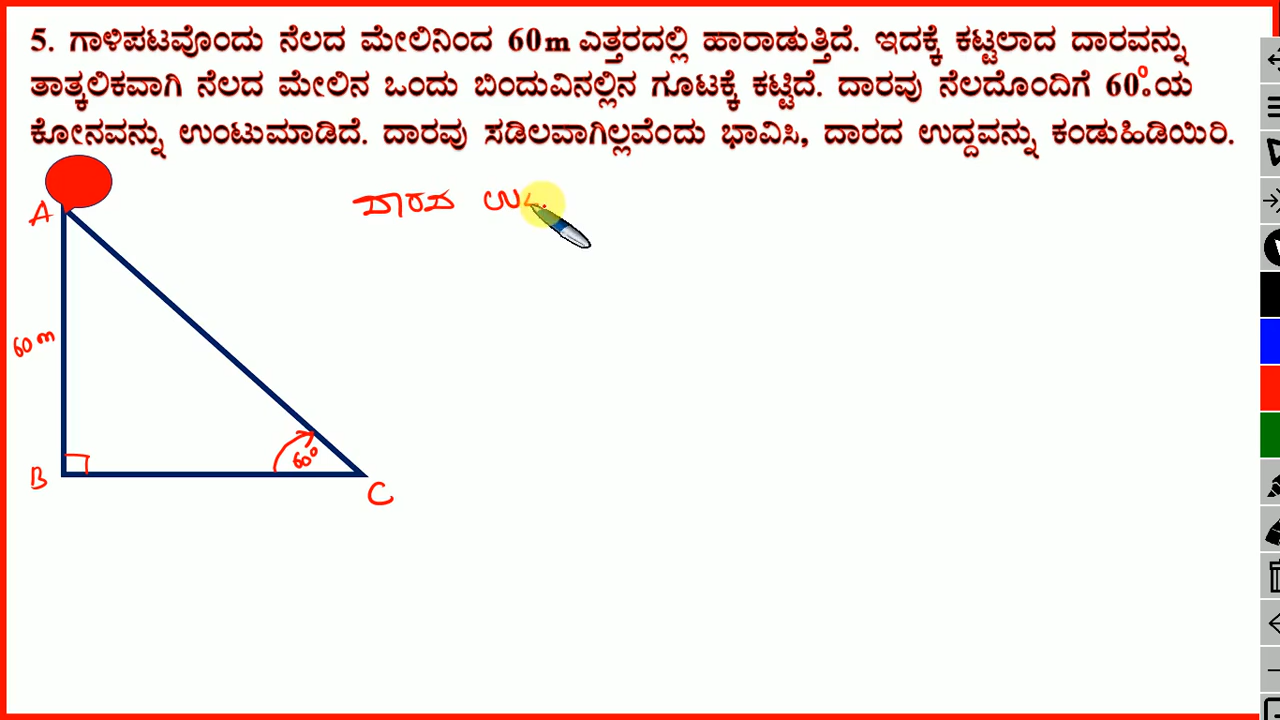 5. ಗಾಳಿಪಟವೊಂದು ನೆಲದ ಮೇಲಿನಿಂದ 60m ಎತ್ತರದಲ್ಲಿ ಹಾರಾಡುತ್ತಿದೆ. ಇದಕ್ಕೆ ಕಟ್ಟಲಾದ ದಾರವನ್ನು
ತಾತ್ಕಲಿಕವಾಗಿ ನೆಲದ ಮೇಲಿನ ಒಂದು ಬಿಂದುವಿನಲ್ಲಿನ ಗೂಟಕ್ಕೆ ಕಟ್ಟಿದೆ. ದಾರವು ನೆಲದೊಂದಿಗೆ 60°ಯ
ಕೋನವನ್ನು ಉಂಟುಮಾಡಿದೆ. ದಾರವು ಸಡಿಲವಾಗಿಲ್ಲವೆಂದು ಭಾವಿಸಿ, ದಾರದ ಉದ್ದವನ್ನು ಕಂಡುಹಿಡಿಯಿರಿ.
ದಾರದ
A
60m
60°
B
C